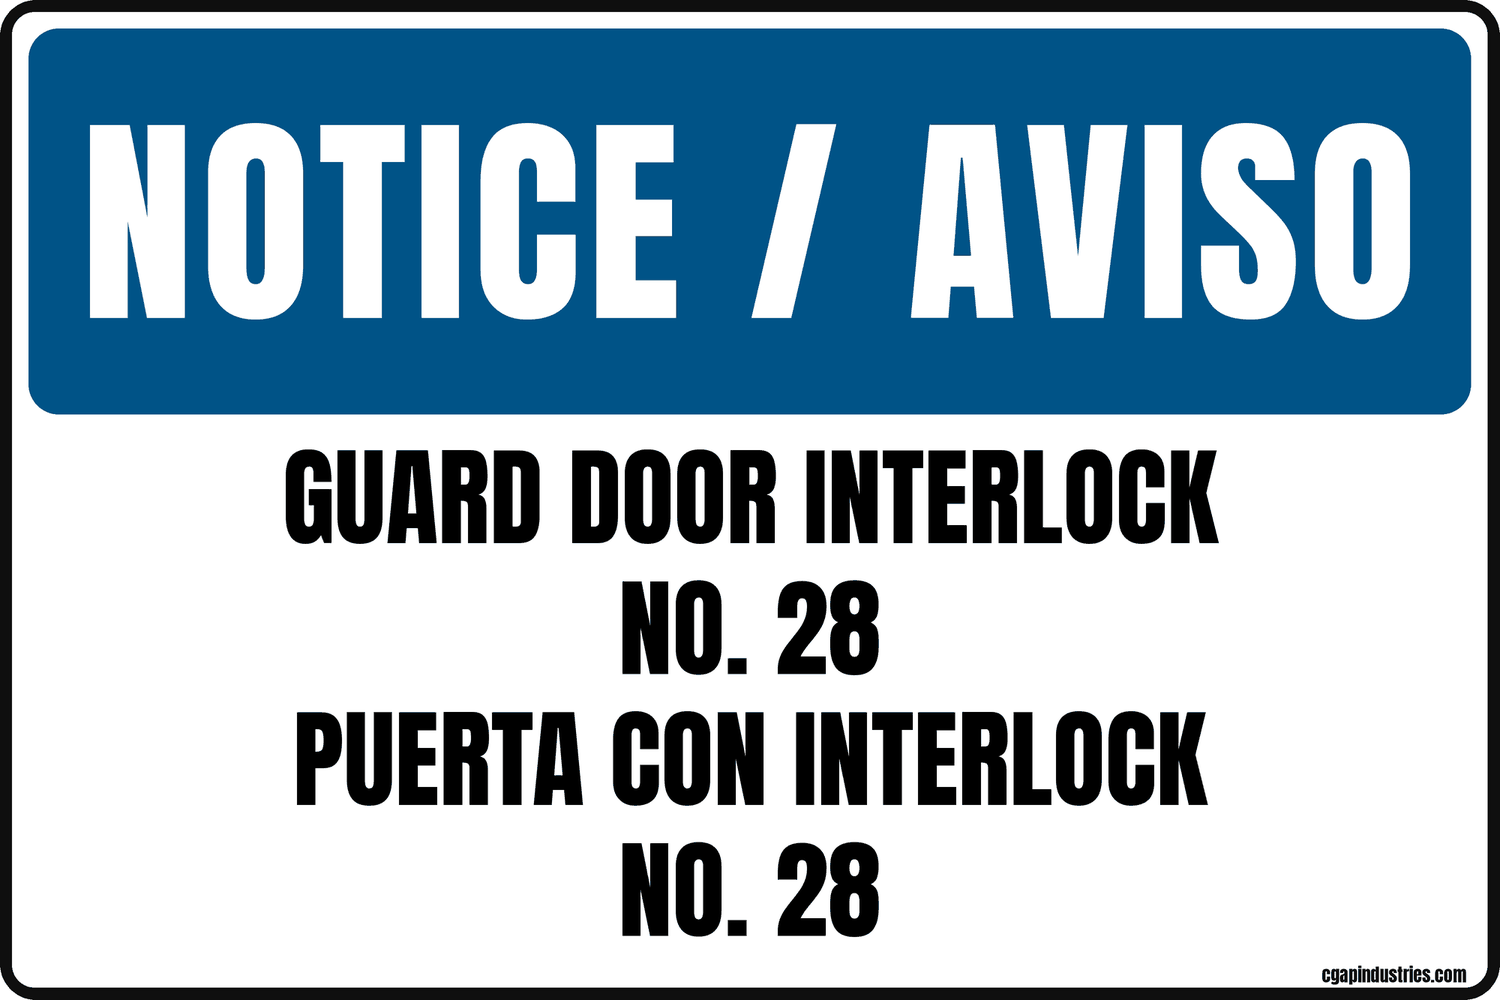 NOTICE / AVISO
GUARD DOOR INTERLOCK
NO. 28
PUERTA CON INTERLOCK
NO. 28
cgapindustries.com